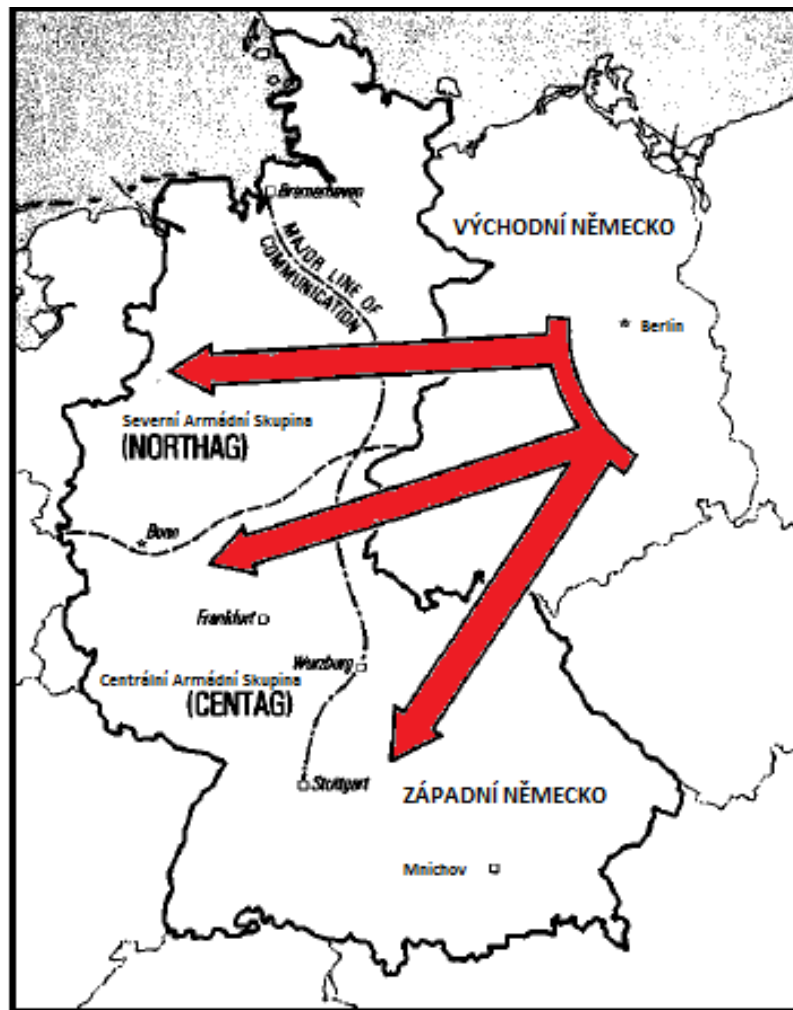 Bremerhaven
MAJOR LINE OF
COMMUNICATION
VÝCHODNÍ NĚMECKO
Berlin
Severní Armádní Skupina
(NORTHAG)
Bonn
Frankfurt
Wurzburg
Centrální Armádní Skupina
(CENTAG)
Stuttgart
ZÁPADNÍ NĚMECKO
Mnichov